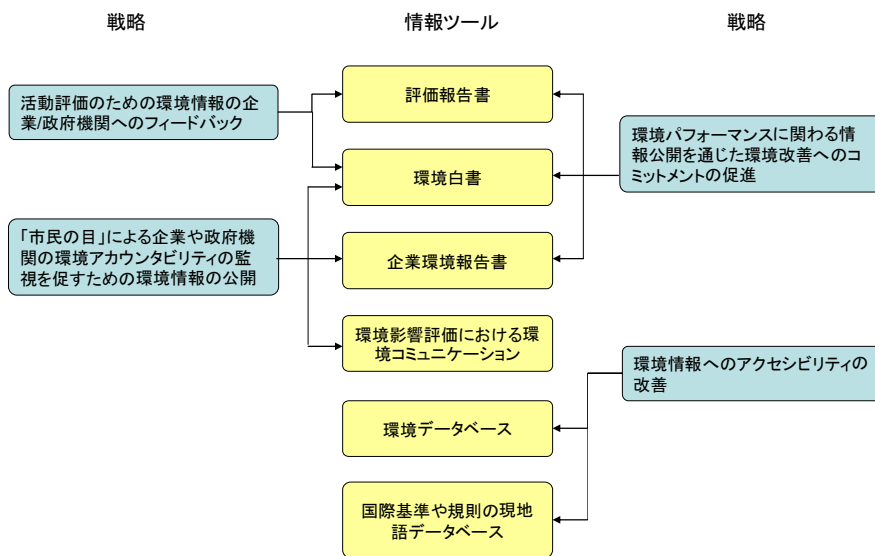 戦略
情報ツール
戦略
活動評価のための環境情報の企
業/政府機関へのフィードバック
「市民の目」による企業や政府機
関の環境アカウンタビリティの監
視を促すための環境情報の公開
評価報告書
環境白書
企業環境報告書
環境影響評価における環
境コミュニケーション
環境データベース
国際基準や規則の現地
語データベース
環境パフォーマンスに関わる情
報公開を通じた環境改善へのコ
ミットメントの促進
環境情報へのアクセシビリティの
改善